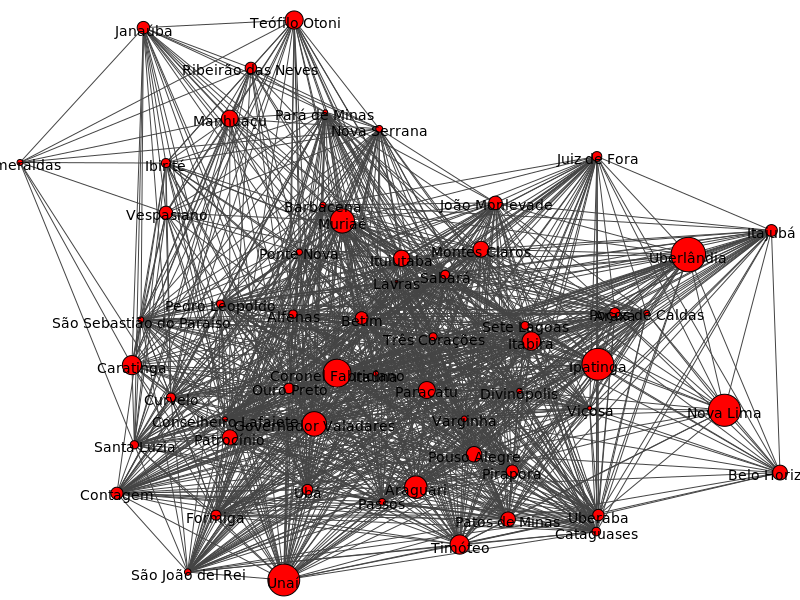 Teófilo Otoni
Janaúba
Ribeirão das Neves
Pará de Minas
Manhuaçu
Nova Serrana
Juiz de Fora
meraldas
Ibirité
João Monlevade
Barbacena
Vespasiano
Muriaé
Itajubá
Montes Claros
Ponte Nova
Uberlândia
Ituiutaba
Sabará
Lavras
Pedro Leopoldo
Alfenas
São Sebastião do Paraíso
Betim
Poços de Caldas
Sete Lagoas
Três Corações
Itabira
Caratinga
Ipatinga
Coronel Fabriciano
Ouro Preto
Paracatu
Divinópolis
Curvelo
Viçosa
Nova Lima
Conselheiro Lafaiete
Varginha
Governador Valadares
Patrocínio
Santa Luzia
Pouso Alegre
Pirapora
Belo Horiz
Araguari
Contagem
Ubá
Passos
Formiga
Patos de Minas
Uberaba
Cataguases
Timóteo
São João del Rei
Unaí